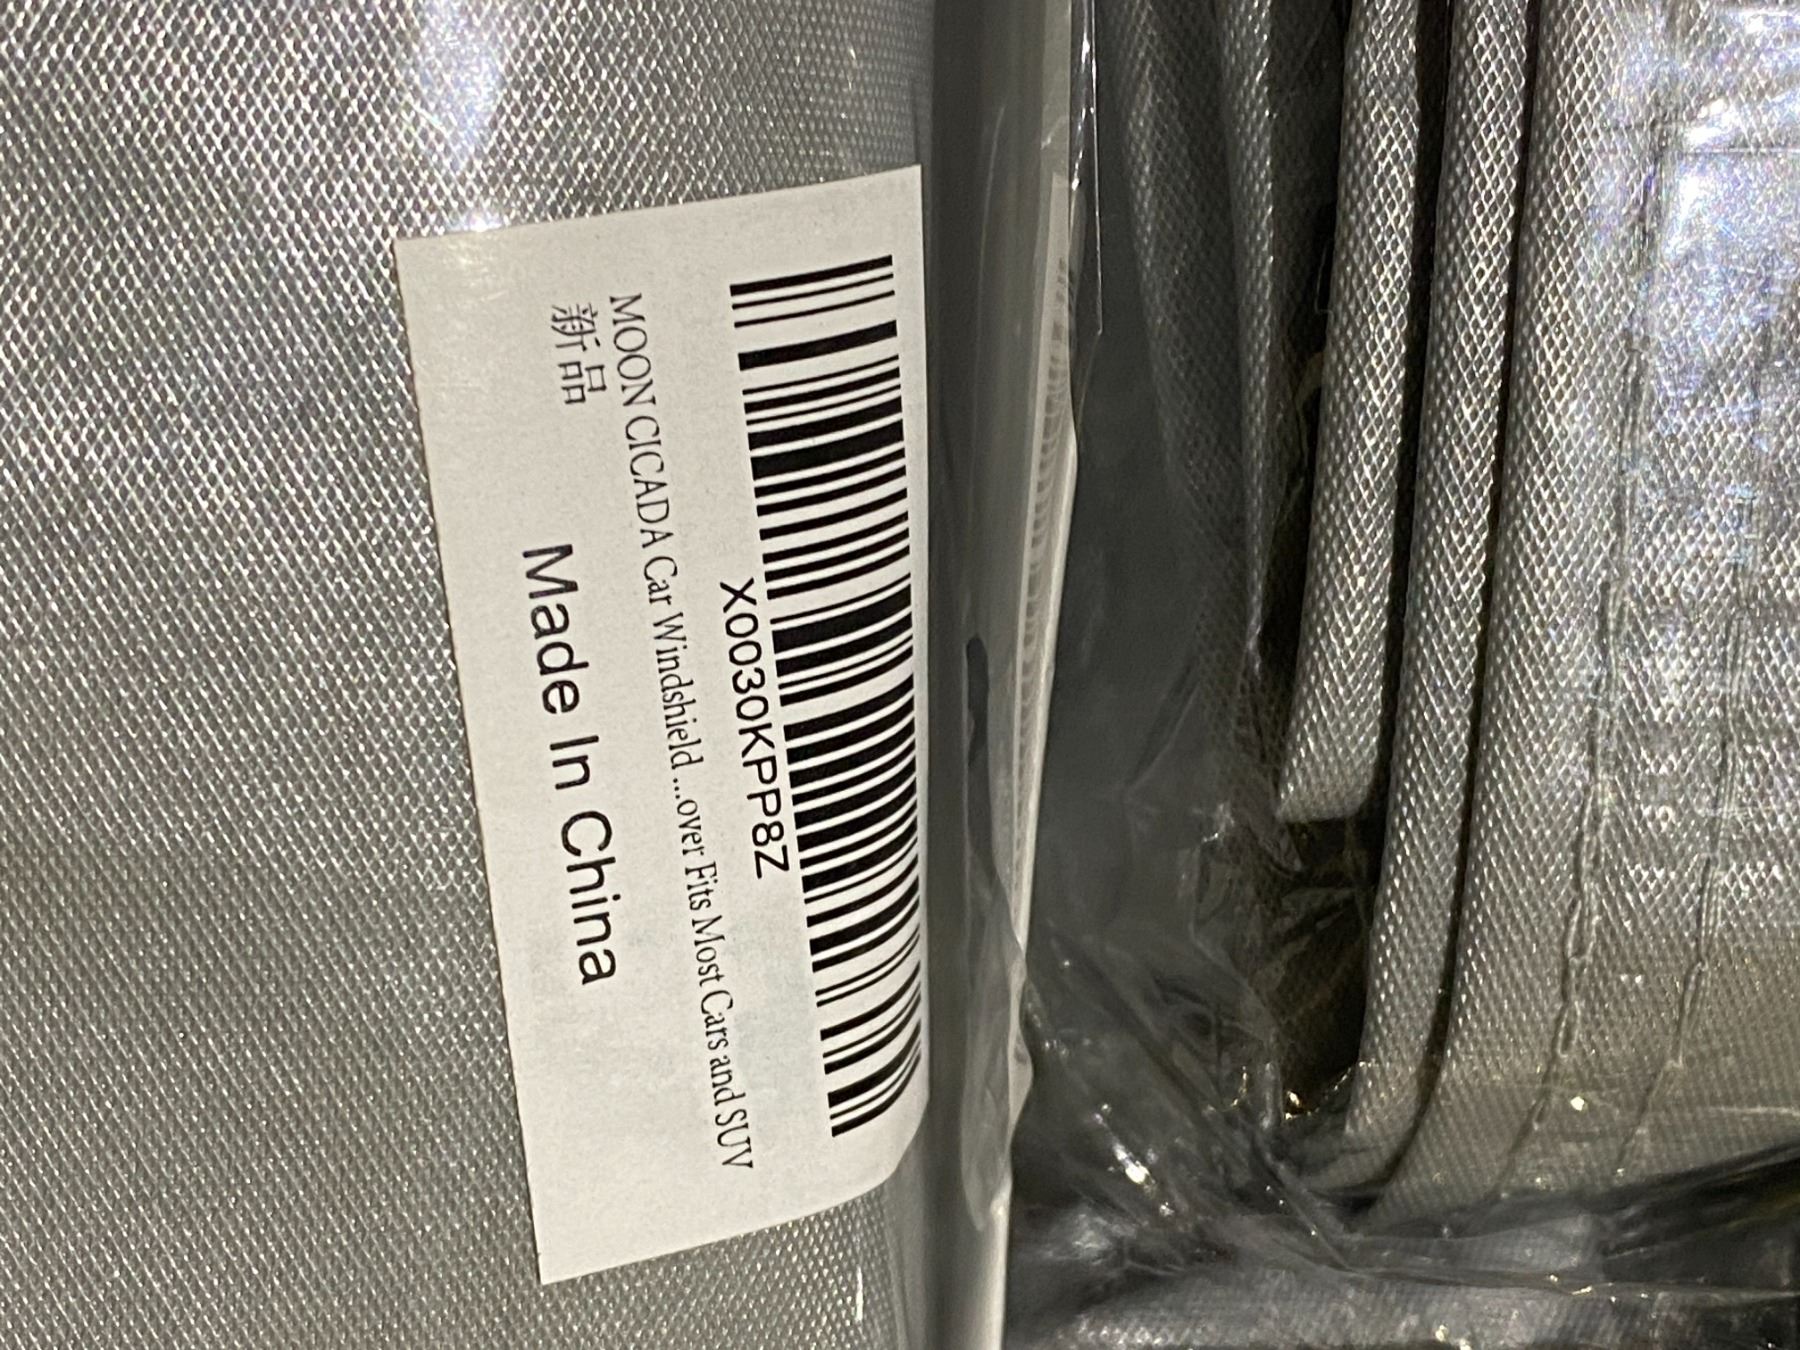 X0030KPP8Z
MOON CICADA Car Windshield ...over Fits Most Cars and SUV
新品
Made In China